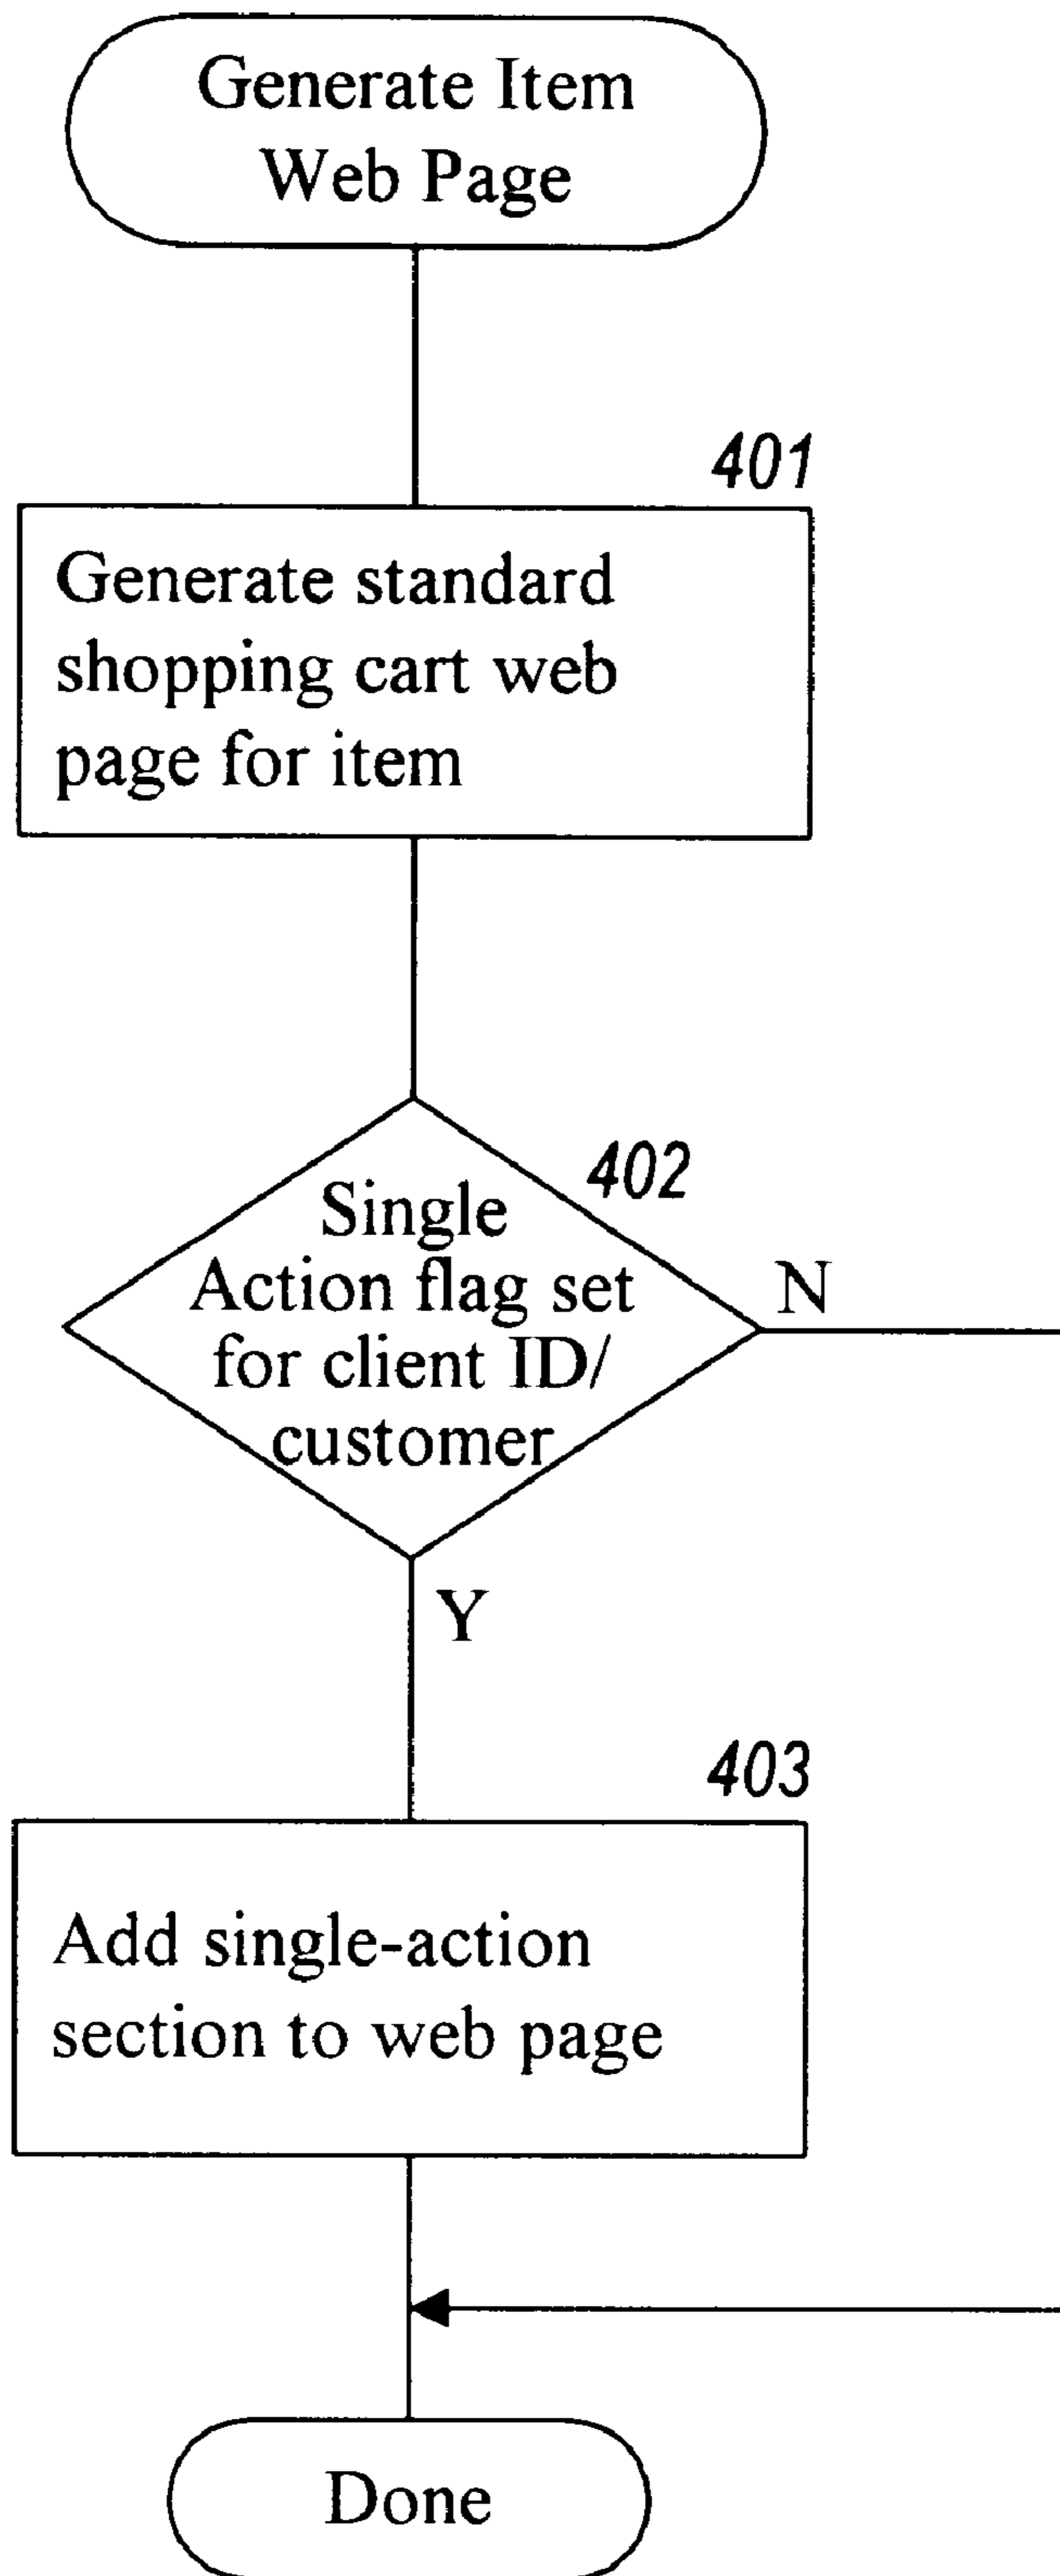 Generate Item
Web Page
401
Generate standard
shopping cart web
page for item
402
Single
Action flag set
for client ID/
customer
N
Y
403
Add single-action
section to web page
Done